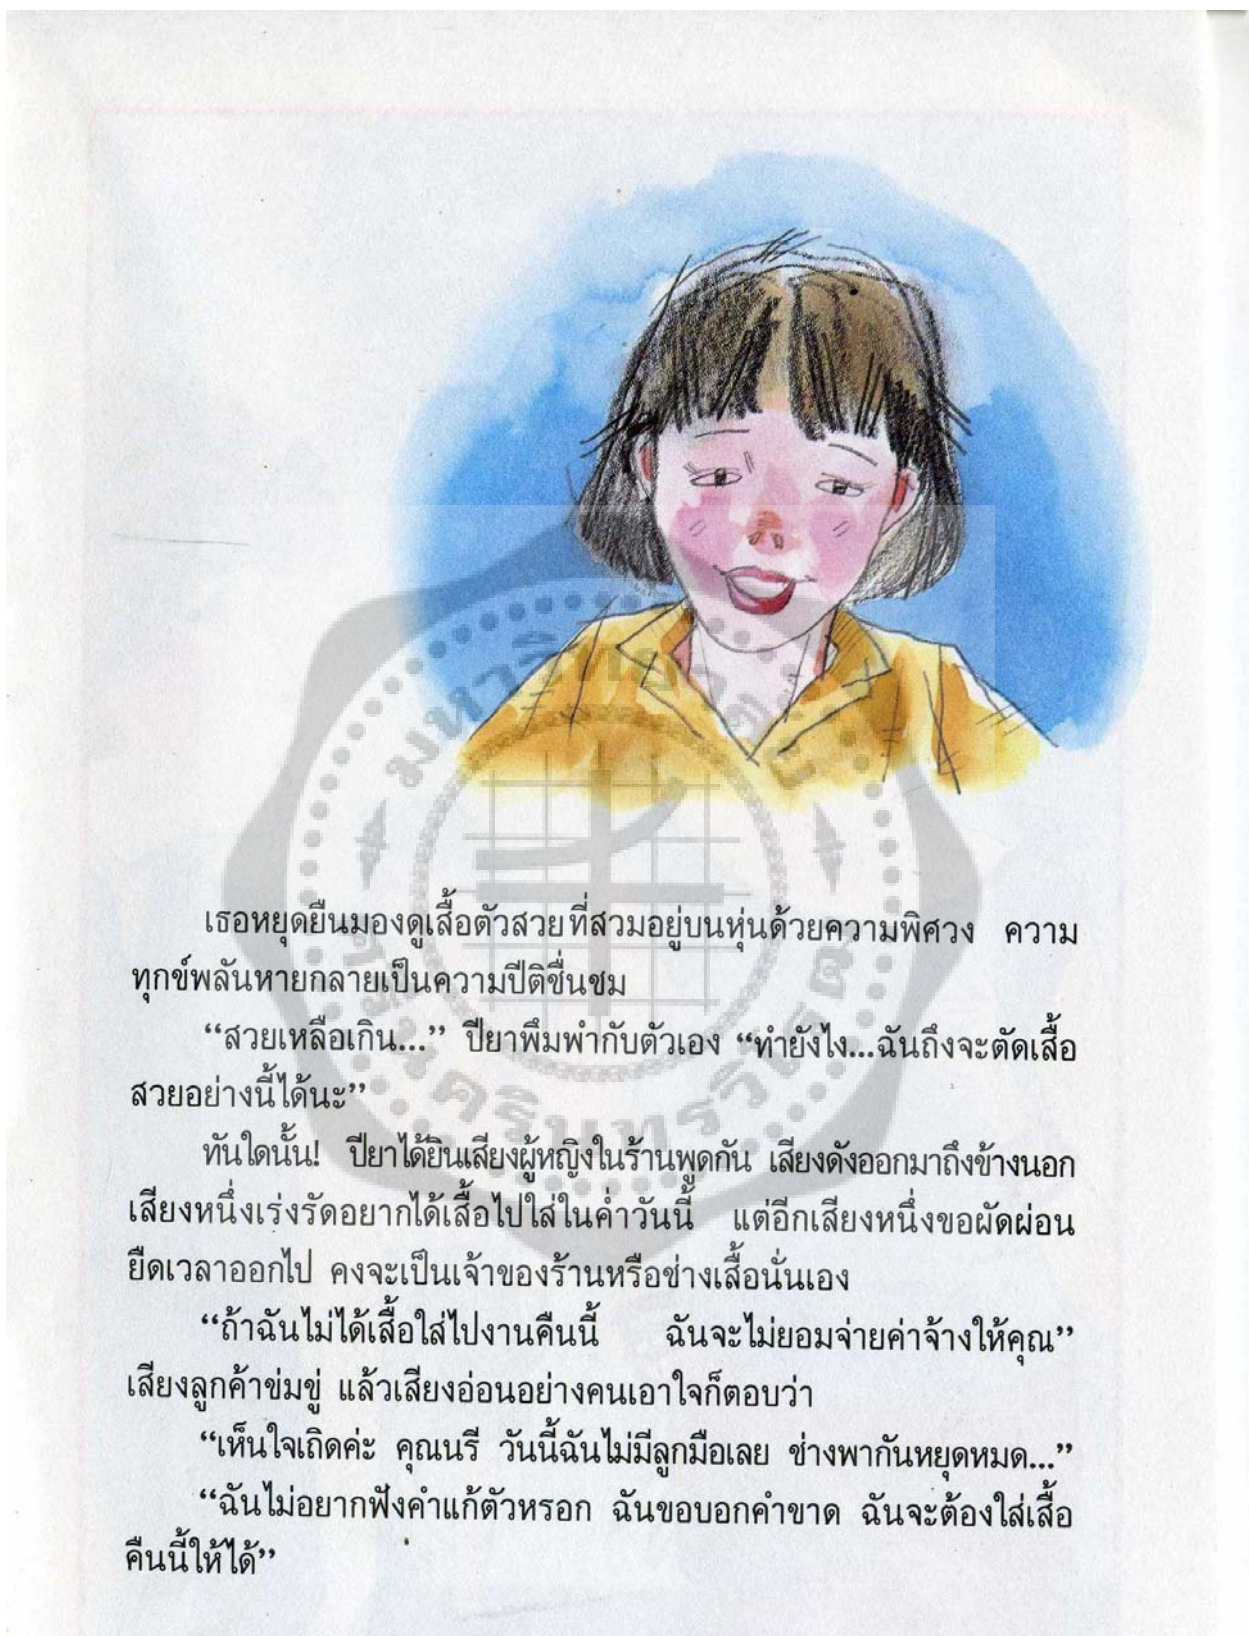 เธอหยุดยืนมองดูเสื้อตัวสวยที่สวมอยู่บนหุ่นด้วยความพิศวง ความ
ทุกข์พลันหายกลายเป็นความปีติชื่นชม
“สวยเหลือเกิน...” ปียาพึมพำกับตัวเอง “ทำยังไง...ฉันถึงจะตัดเสื้อ
สวยอย่างนี้ได้นะ”
ทันใดนั้น! ปียาได้ยินเสียงผู้หญิงในร้านพูดกัน เสียงดังออกมาถึงข้างนอก
เสียงหนึ่งเร่งรัดอยากได้เสื้อไปใส่ในค่ำวันนี้ แต่อีกเสียงหนึ่งขอผัดผ่อน
ยืดเวลาออกไป คงจะเป็นเจ้าของร้านหรือช่างเสื้อนั่นเอง
“ถ้าฉันไม่ได้เสื้อใส่ไปงานคืนนี้ ฉันจะไม่ยอมจ่ายค่าจ้างให้คุณ”
เสียงลูกค้าข่มขู่ แล้วเสียงอ่อนอย่างคนเอาใจก็ตอบว่า
“เห็นใจเถิดค่ะ คุณนรี วันนี้ฉันไม่มีลูกมือเลย ช่างพากันหยุดหมด...”
“ฉันไม่อยากฟังคำแก้ตัวหรอก ฉันขอบอกคำขาด ฉันจะต้องใส่เสื้อ
คืนนี้ให้ได้”
มหาวิทยาลัย
ศรีนครินทรวิโรฒ